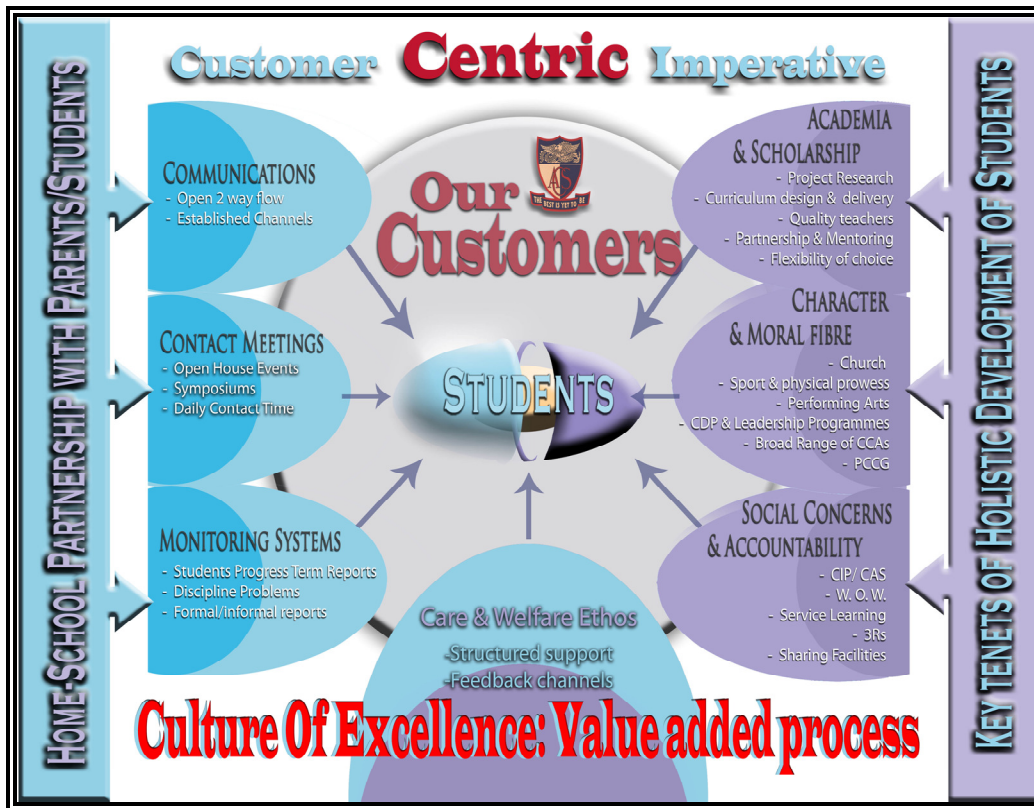 Customer Centric Imperative
HOME-SCHOOL PARTNERSHIP WITH PARENTS/STUDENTS
COMMUNICATIONS
- Open 2 way flow
- Established Channels
CONTACT MEETINGS
- Open House Events
- Symposiums
- Daily Contact Time
MONITORING SYSTEMS
- Students Progress Term Reports
- Discipline Problems
- Formal/informal reports
Our
Customers
ACS
THE BEST IS YET TO BE
STUDENTS
Care & Welfare Ethos
-Structured support
-Feedback channels
ACADEMIA
& SCHOLARSHIP
- Project Research
- Curriculum design & delivery
- Quality teachers
- Partnership & Mentoring
- Flexibility of choice
CHARACTER
& MORAL FIBRE
- Church
- Sport & physical prowess
- Performing Arts
- CDP & Leadership Programmes
- Broad Range of CCAs
- PCCG
SOCIAL CONCERNS
& ACCOUNTABILITY
- CIP/ CAS
- W. O. W.
- Service Learning
- 3Rs
- Sharing Facilities
KEY TENETS OF HOLISTIC DEVELOPMENT OF STUDENTS
Culture Of Excellence: Value added process